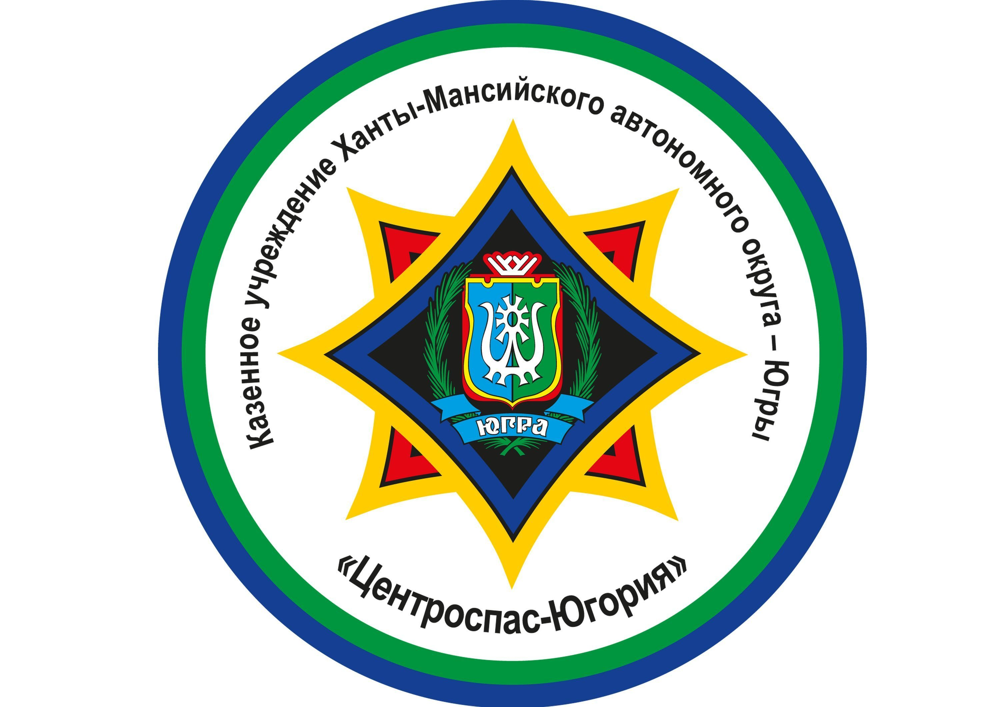 Казенное учреждение Ханты-Мансийского автономного округа – Югры
ЮГРА
«Центроспас-Югория»